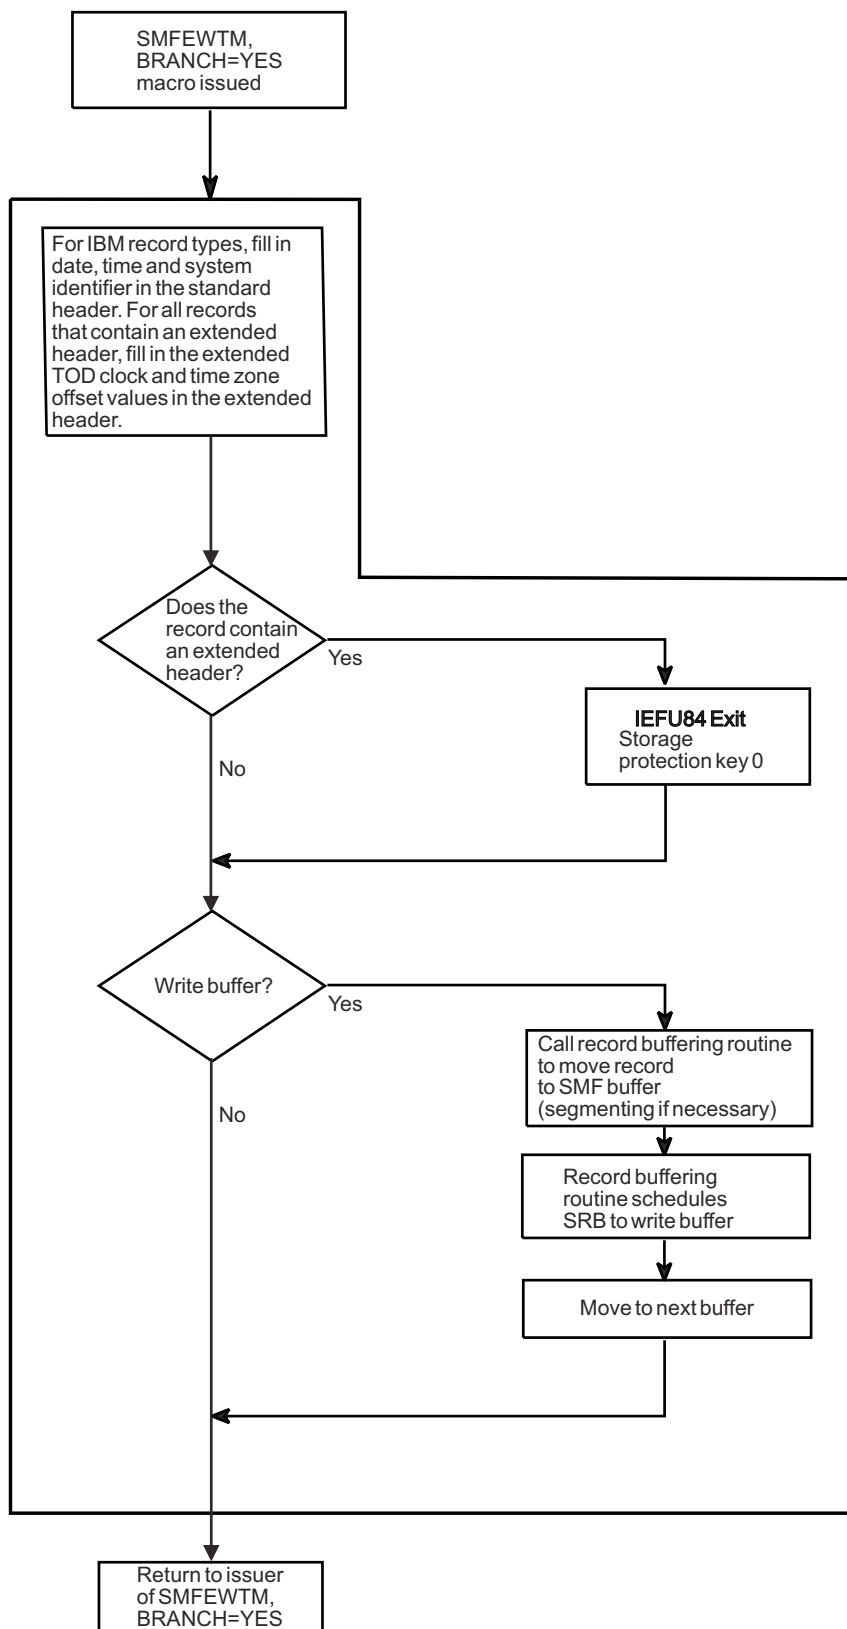 SMFEWTM,
BRANCH=YES
macro issued
For IBM record types, fill in
date, time and system
identifier in the standard
header. For all records
that contain an extended
header, fill in the extended
TOD clock and time zone
offset values in the extended
header.
Does the
record contain
an extended
header?
Yes
IEFU84 Exit
Storage
protection key 0
No
Write buffer?
Yes
Call record buffering routine
to move record
to SMF buffer
(segmenting if necessary)
No
Record buffering
routine schedules
SRB to write buffer
Move to next buffer
Return to issuer
of SMFEWTM,
BRANCH=YES